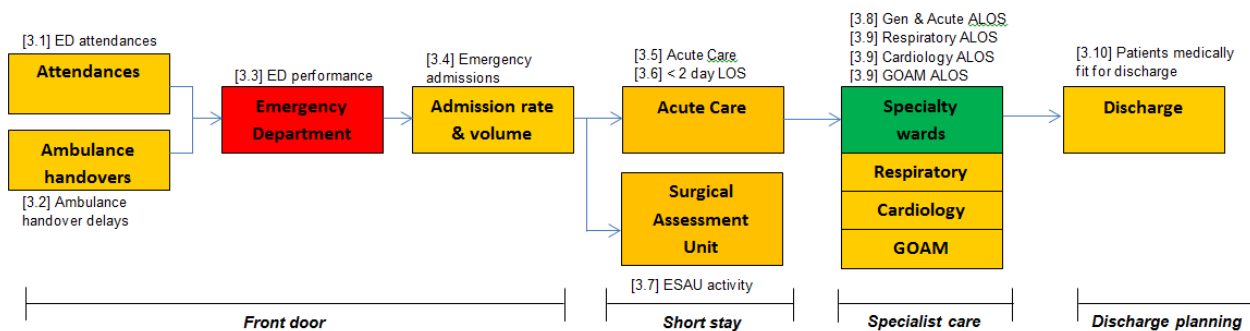 [3.1] ED attendances
Attendances
Ambulance
handovers
[3.2] Ambulance
handover delays
[3.3] ED performance
Emergency
Department
[3.4] Emergency
admissions
Admission rate
& volume
[3.5] Acute Care
[3.6] < 2 day LOS
Acute Care
Surgical
Assessment
Unit
[3.7] ESAU activity
[3.8] Gen & Acute ALOS
[3.9] Respiratory ALOS
[3.9] Cardiology ALOS
[3.9] GOAM ALOS
Specialty
wards
Respiratory
Cardiology
GOAM
[3.10] Patients medically
fit for discharge
Discharge
Front door
Short stay
Specialist care
Discharge planning